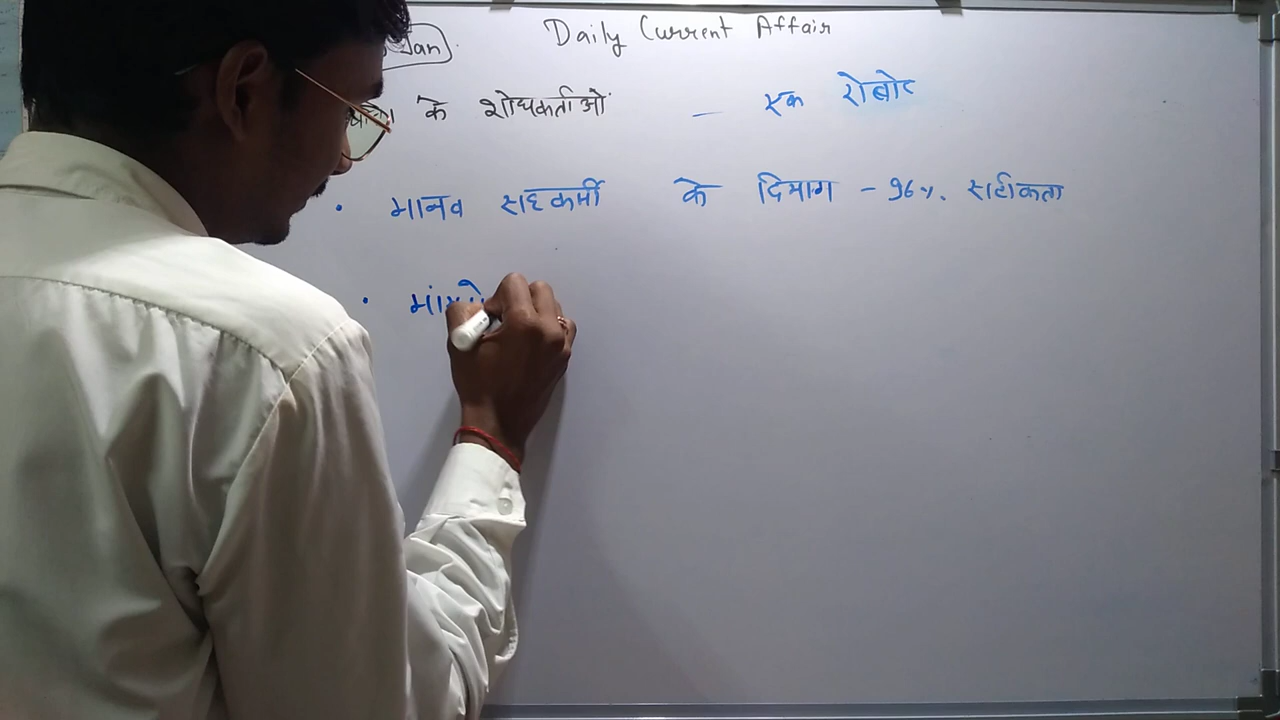 Daily Current Affair
Jan
के शोधकर्ताओं — एक रोबोट
• मानव सहकर्मी के दिमाग - 96%. सटीकता
•